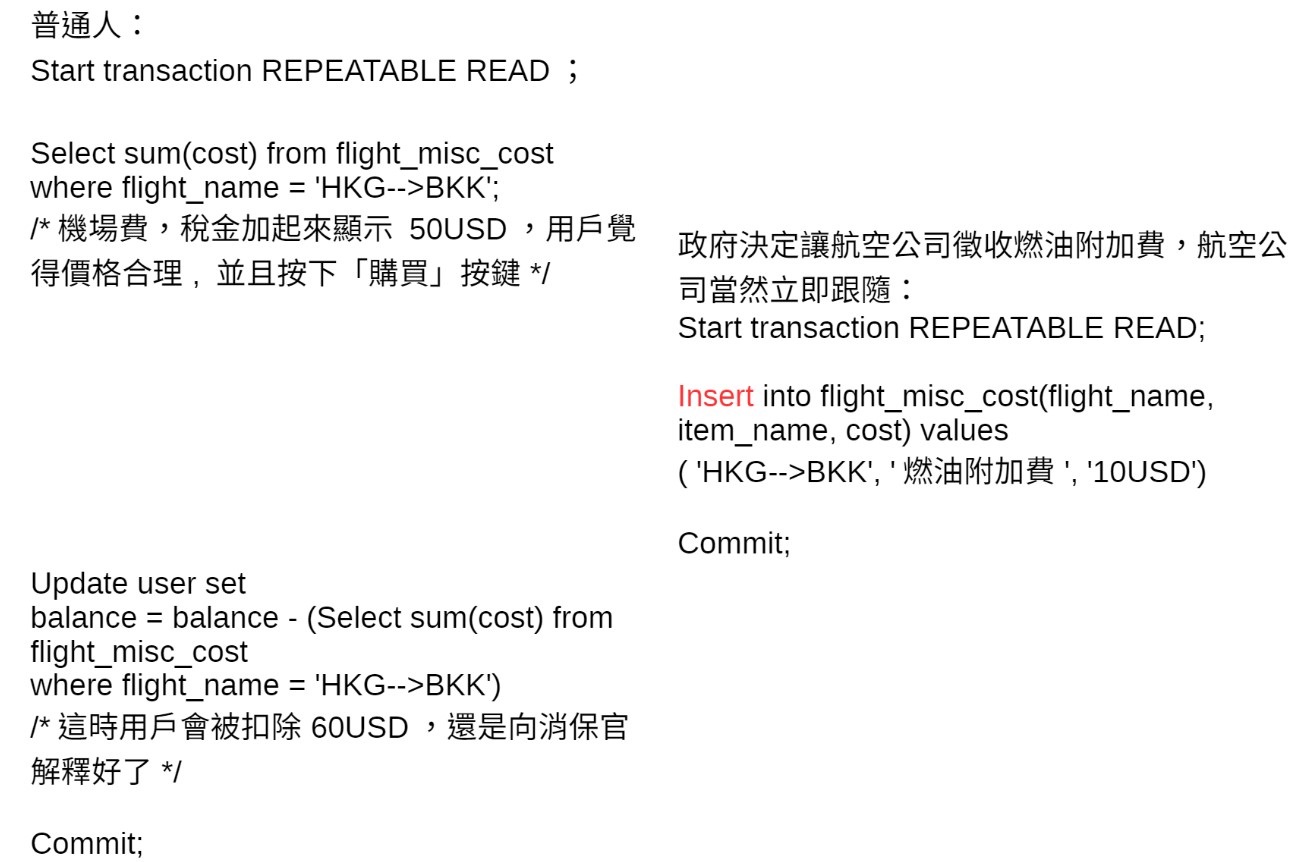 普通人：
Start transaction REPEATABLE READ ；
Select sum(cost) from flight_misc_cost
where flight_name = 'HKG-->BKK';
/* 機場費，稅金加起來顯示 50USD ，用戶覺
得價格合理 , 並且按下「購買」按鍵 */
政府決定讓航空公司徵收燃油附加費，航空公
司當然立即跟隨：
Start transaction REPEATABLE READ;
Insert into flight_misc_cost(flight_name,
item_name, cost) values
( 'HKG-->BKK', ' 燃油附加費 ', '10USD')
Commit;
Update user set
balance = balance - (Select sum(cost) from
flight_misc_cost
where flight_name = 'HKG-->BKK')
/* 這時用戶會被扣除 60USD ，還是向消保官
解釋好了 */
Commit;